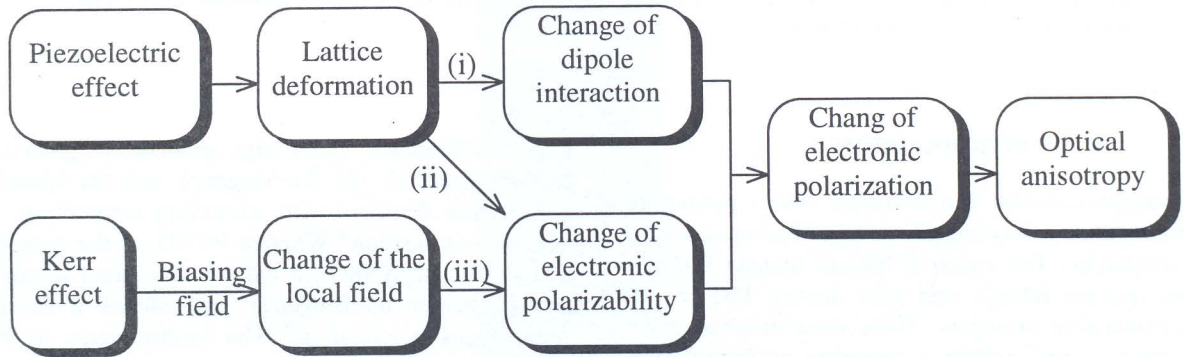 Piezoelectric
effect
Lattice
deformation
(i)
Change of
dipole
interaction
(ii)
Kerr
effect
Biasing
field
Change of the
local field
(iii)
Change of
electronic
polarizability
Chang of
electronic
polarization
Optical
anisotropy